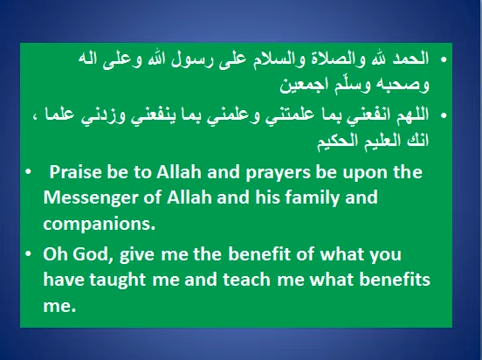 • الحمد لله والصلاة والسلام على رسول الله وعلى اله
وصحبه وسلّم اجمعين
• اللهم انفعني بما علمتني وعلمني بما ينفعني وزدني علما ،
انك العليم الحكيم
• Praise be to Allah and prayers be upon the
Messenger of Allah and his family and
companions.
• Oh God, give me the benefit of what you
have taught me and teach me what benefits
me.